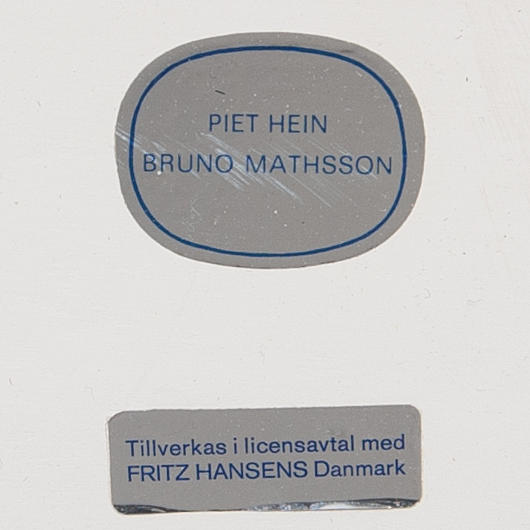 PIET HEIN
BRUNO MATHSSON
Tillverkas i licensavtal med
FRITZ HANSENS Danmark